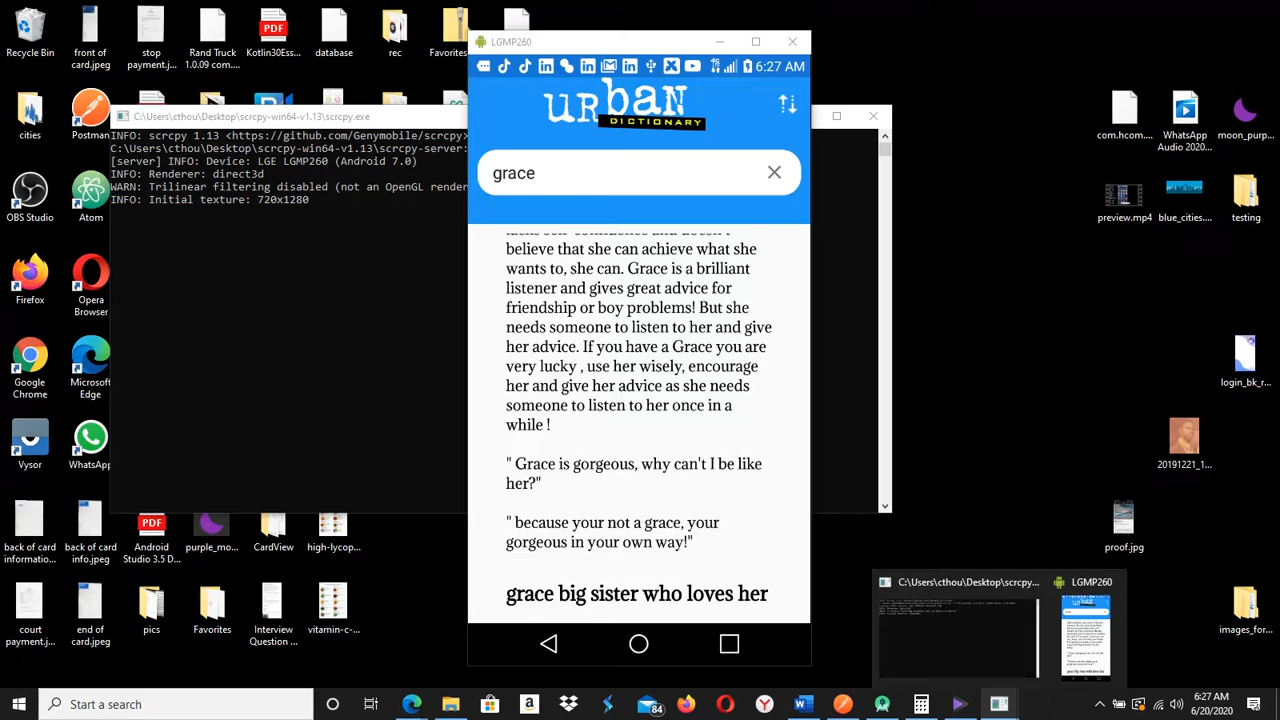 Recycle Bin
front of
card.jpeg
stop
payment.j...
Rand Truck
1.0.09 com...
PDF
Kotlin30Ess...
database
rec
Favorites
LGMP260
6:27 AM
urban
DICTIONARY
grace
believe that she can achieve what she
wants to, she can. Grace is a brilliant
listener and gives great advice for
friendship or boy problems! But she
needs someone to listen to her and give
her advice. If you have a Grace you are
very lucky , use her wisely, encourage
her and give her advice as she needs
someone to listen to her once in a
while !
" Grace is gorgeous, why can't I be like
her?"
" because your not a grace, your
gorgeous in your own way!"
grace big sister who loves her
C:\Users\cthou\Desktop\scrcpy-win64-v1.13\scrcpy.exe
INFO: scrcpy 1.13 <https://github.com/Genymobile/scrcpy>
C:\Users\cthou\Desktop\scrcpy-win64-v1.13\scrcpy-server:
[server] INFO: Device: LGE LGMP260 (Android 7.0)
INFO: Renderer: direct3d
WARN: Trilinear filtering disabled (not an OpenGL render
INFO: Initial texture: 720x1280
cities
Postman
OBS Studio
Atom
Firefox
Opera
Browser
Google
Chrome
Microsoft
Edge
Vysor
WhatsApp
back of card
informatio...
back of card
info.jpeg
PDF
Android
Studio 3.5 D...
purple_mo...
CardView
high-lycop...
court
payment.j...
end of
pics
Favorites
Interview
Question...
vitamin-c-...
com.hcom...
WhatsApp
Audio 2020...
moon_purp...
preview.mp4
blue_cities....
testing
login_bk_r...
20191221_1...
proof.jpg
C:\Users\cthou\Desktop\scrcpy...
LGMP260
Start a search
84
6:27 AM
6/20/2020